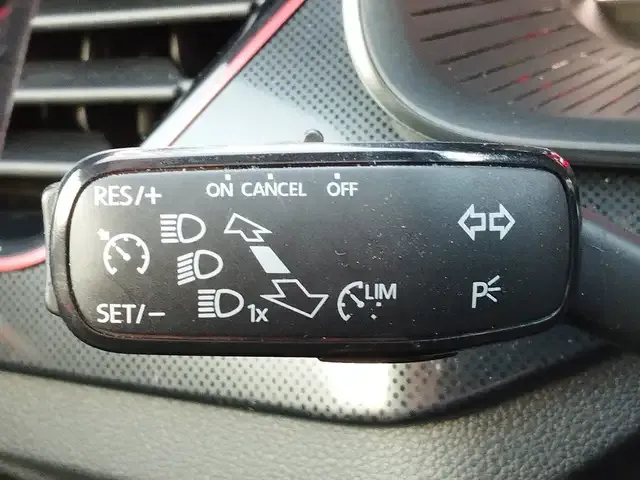 RES/+ ON CANCEL OFF
LIM
SET/- 1x P